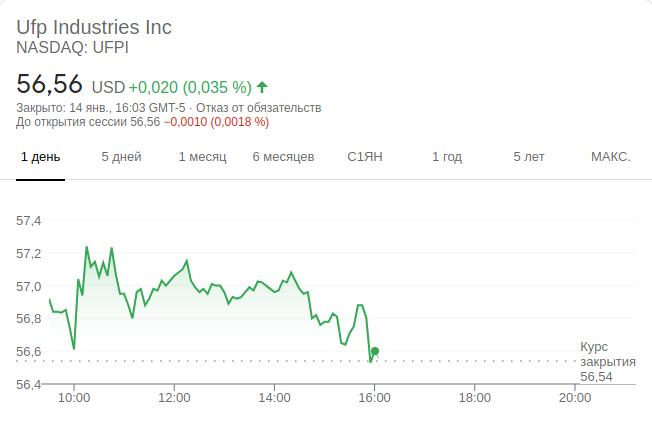 Ufp Industries Inc
NASDAQ: UFPI
56,56 USD +0,020 (0,035 %)
Закрыто: 14 янв., 16:03 GMT-5 · Отказ от обязательств
До открытия сессии 56,56 −0,0010 (0,0018 %)
1 день 5 дней 1 месяц 6 месяцев С1ЯН 1 год 5 лет МАКС.
57,4
57,2
57,0
56,8
56,6
56,4
Курс
закрытия
56,54
10:00 12:00 14:00 16:00 18:00 20:00